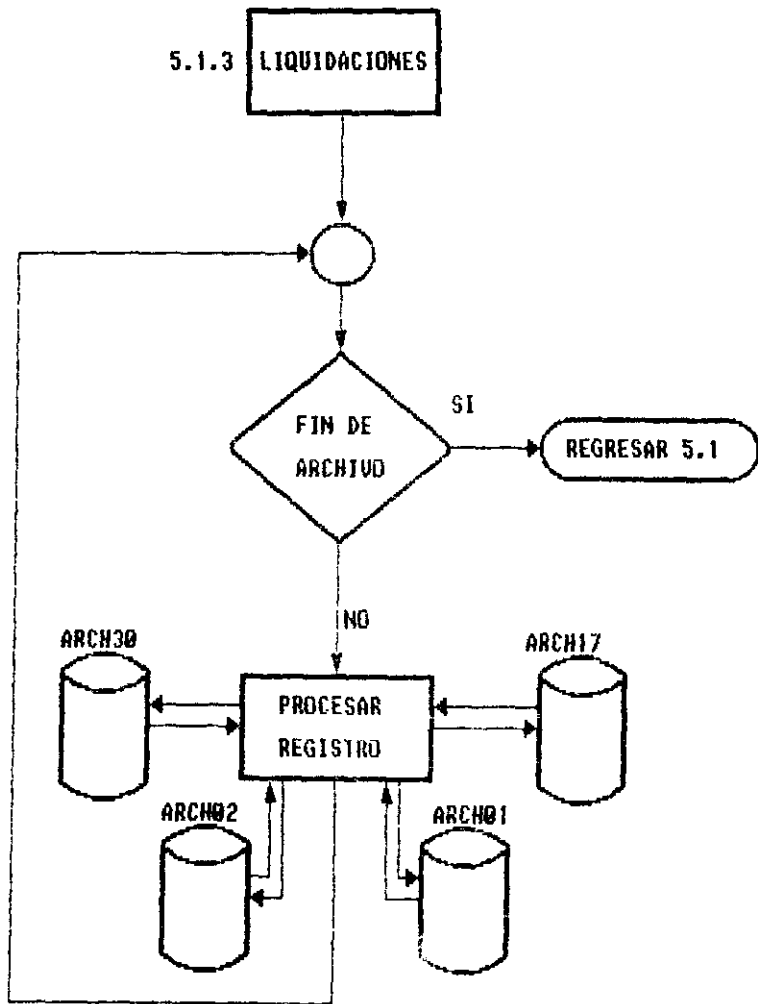 5.1.3 LIQUIDACIONES
SI
FIN DE
ARCHIVO
REGRESAR 5.1
NO
ARCH30
ARCH17
PROCESAR
REGISTRO
ARCH02
ARCH01